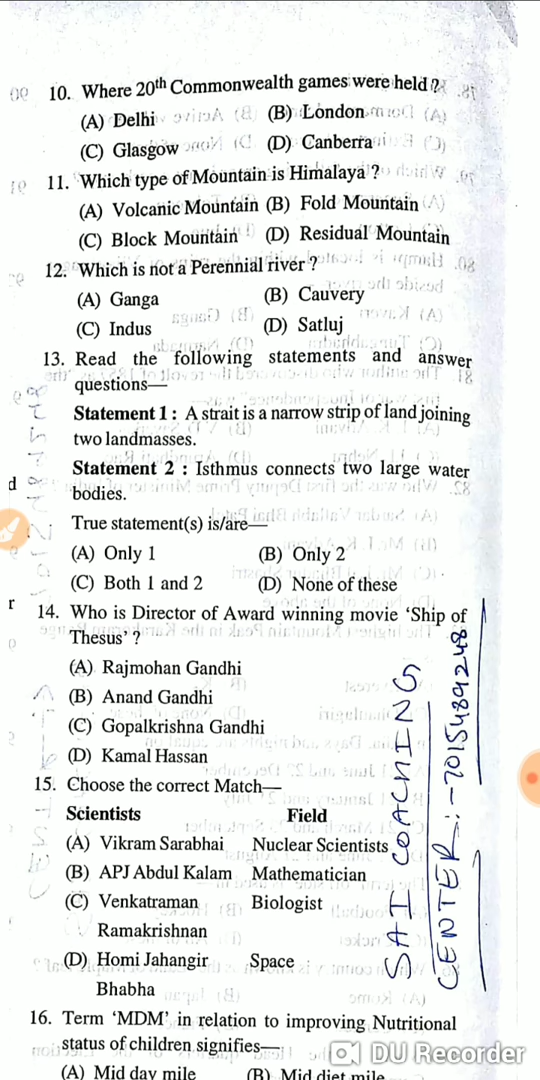 10. Where 20th Commonwealth games were held ?
(A) Delhi (B) London
(C) Glasgow (D) Canberra
11. Which type of Mountain is Himalaya ?
(A) Volcanic Mountain (B) Fold Mountain
(C) Block Mountain (D) Residual Mountain
12. Which is not a Perennial river ?
(A) Ganga (B) Cauvery
(C) Indus (D) Satluj
13. Read the following statements and answer
questions—
Statement 1 : A strait is a narrow strip of land joining
two landmasses.
Statement 2 : Isthmus connects two large water
bodies.
True statement(s) is/are—
(A) Only 1 (B) Only 2
(C) Both 1 and 2 (D) None of these
14. Who is Director of Award winning movie ‘Ship of
Thesus’ ?
(A) Rajmohan Gandhi
(B) Anand Gandhi
(C) Gopalkrishna Gandhi
(D) Kamal Hassan
15. Choose the correct Match—
Scientists Field
(A) Vikram Sarabhai Nuclear Scientists
(B) APJ Abdul Kalam Mathematician
(C) Venkatraman Biologist
Ramakrishnan
(D) Homi Jahangir Space
Bhabha
16. Term ‘MDM’ in relation to improving Nutritional
status of children signifies—
(A) Mid day mile (B) Mid diet mile
SAI COACHING
CENTER:-7015489248
DU Recorder